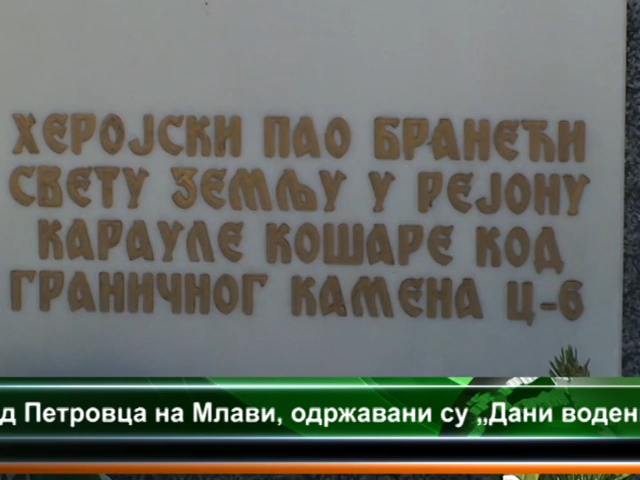 ХЕРОЈСКИ ПАО БРАНЕЋИ
СВЕТУ ЗЕМЉУ У РЕЈОНУ
КАРАУЛЕ КОШАРЕ КОД
ГРАНИЧНОГ КАМЕНА Ц-6
д Петровца на Млави, одржавани су „Дани воден